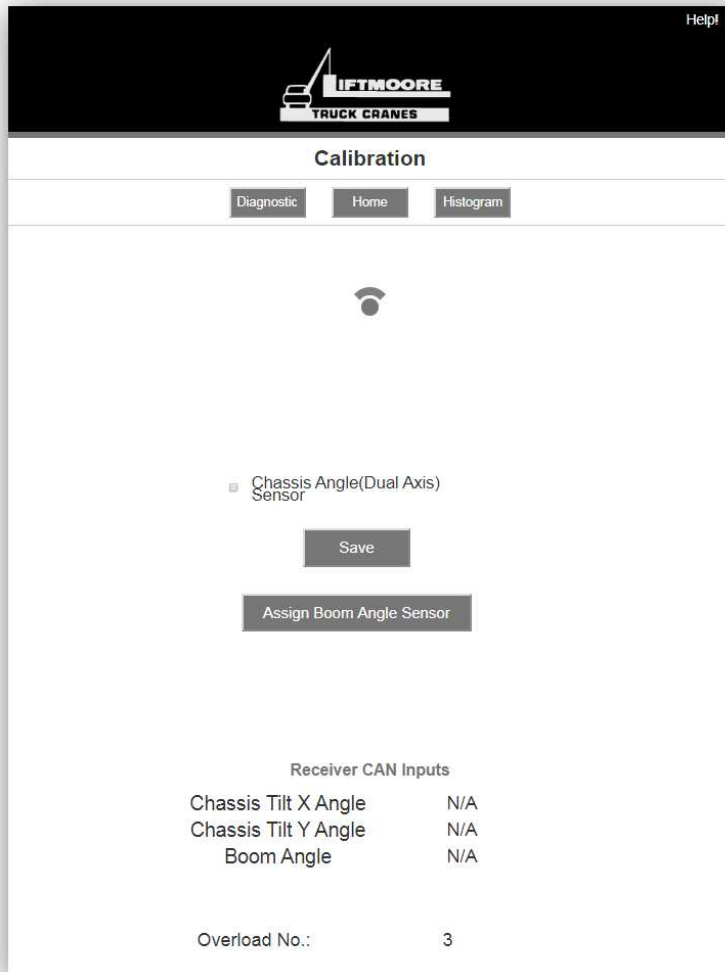 Help!
LIFTMOORE
TRUCK CRANES
Calibration
Diagnostic Home Histogram
Chassis Angle(Dual Axis)
Sensor
Save
Assign Boom Angle Sensor
Receiver CAN Inputs
Chassis Tilt X Angle N/A
Chassis Tilt Y Angle N/A
Boom Angle N/A
Overload No.: 3